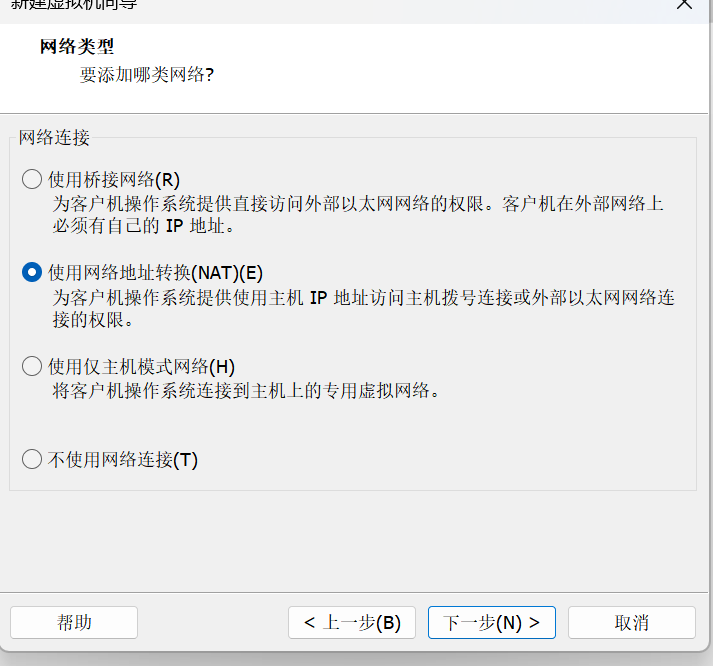 新建虚拟机向导
网络类型
要添加哪类网络?
网络连接
使用桥接网络(R)
为客户机操作系统提供直接访问外部以太网网络的权限。客户机在外部网络上
必须有自己的 IP 地址。
使用网络地址转换(NAT)(E)
为客户机操作系统提供使用主机 IP 地址访问主机拨号连接或外部以太网网络连
接的权限。
使用仅主机模式网络(H)
将客户机操作系统连接到主机上的专用虚拟网络。
不使用网络连接(T)
帮助
< 上一步(B)
下一步(N) >
取消